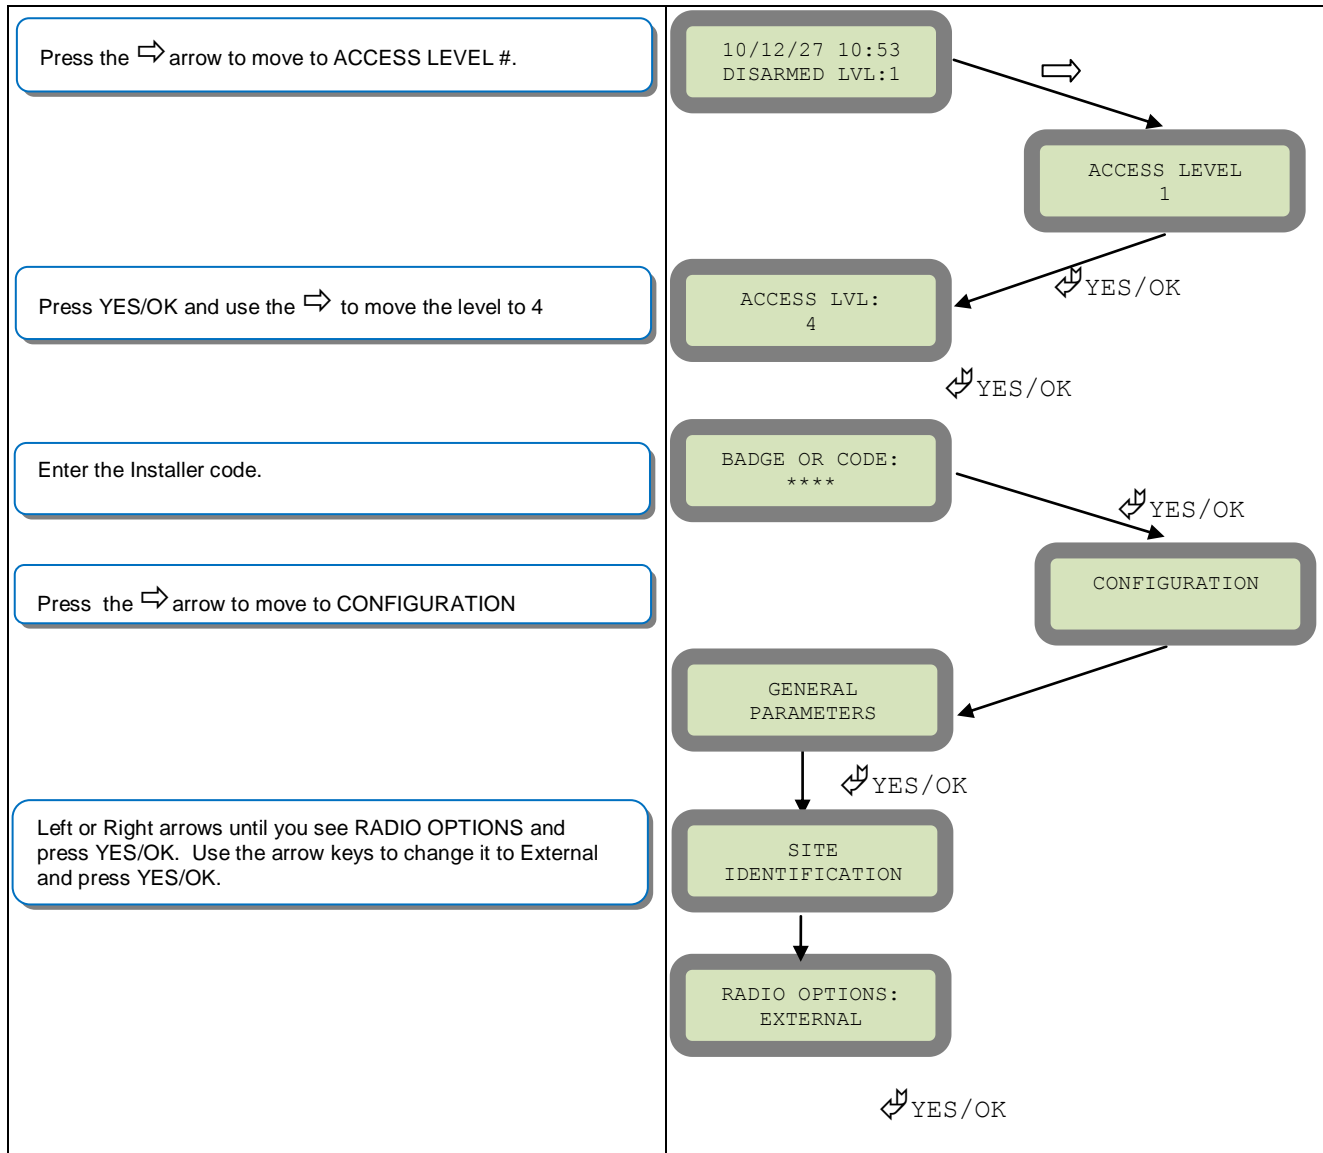 Press the ⇨ arrow to move to ACCESS LEVEL #.
10/12/27 10:53
DISARMED LVL:1
⇨
ACCESS LEVEL
1
YES/OK
Press YES/OK and use the ⇨ to move the level to 4
ACCESS LVL:
4
YES/OK
Enter the Installer code.
BADGE OR CODE:
****
YES/OK
Press the ⇨ arrow to move to CONFIGURATION
CONFIGURATION
GENERAL
PARAMETERS
YES/OK
Left or Right arrows until you see RADIO OPTIONS and
press YES/OK. Use the arrow keys to change it to External
and press YES/OK.
SITE
IDENTIFICATION
RADIO OPTIONS:
EXTERNAL
YES/OK